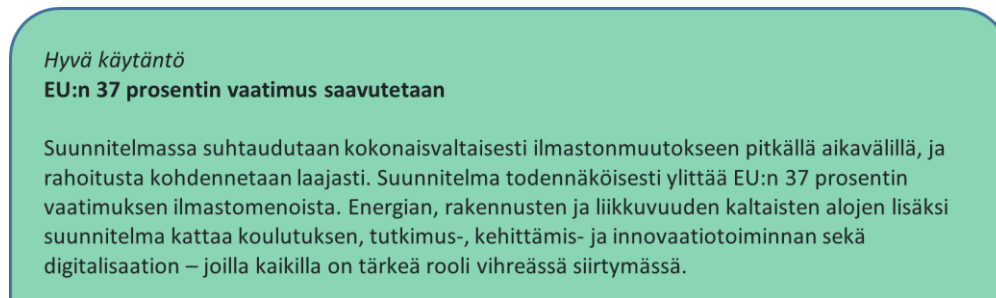 Hyvä käytäntö
EU:n 37 prosentin vaatimus saavutetaan
Suunnitelmassa suhtaudutaan kokonaisvaltaisesti ilmastonmuutokseen pitkällä aikavälillä, ja
rahoitusta kohdennetaan laajasti. Suunnitelma todennäköisesti ylittää EU:n 37 prosentin
vaatimuksen ilmastomenoista. Energian, rakennusten ja liikkuvuuden kaltaisten alojen lisäksi
suunnitelma kattaa koulutuksen, tutkimus-, kehittämis- ja innovaatiotoiminnan sekä
digitalisaation – joilla kaikilla on tärkeä rooli vihreässä siirtymässä.